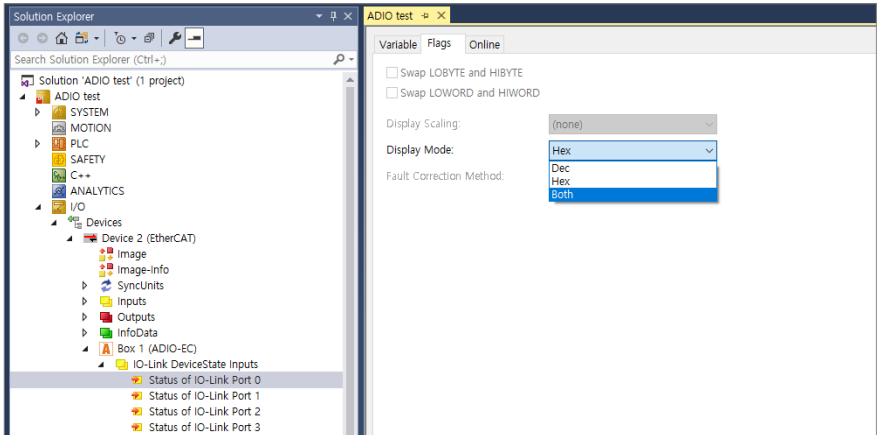 Solution Explorer
Search Solution Explorer (Ctrl+;)
Solution 'ADIO test' (1 project)
ADIO test
SYSTEM
MOTION
PLC
SAFETY
C++
ANALYTICS
I/O
Devices
Device 2 (EtherCAT)
Image
Image-Info
SyncUnits
Inputs
Outputs
InfoData
Box 1 (ADIO-EC)
IO-Link DeviceState Inputs
Status of IO-Link Port 0
Status of IO-Link Port 1
Status of IO-Link Port 2
Status of IO-Link Port 3
ADIO test
Variable Flags Online
Swap LOBYTE and HIBYTE
Swap LOWORD and HIWORD
Display Scaling: (none)
Display Mode: Hex
Dec
Hex
Both
Fault Correction Method: